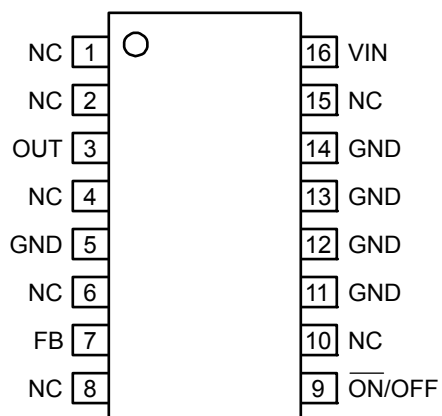 NC 1 16 VIN
NC 2 15 NC
OUT 3 14 GND
NC 4 13 GND
GND 5 12 GND
NC 6 11 GND
FB 7 10 NC
NC 8 9 O̅N̅/OFF